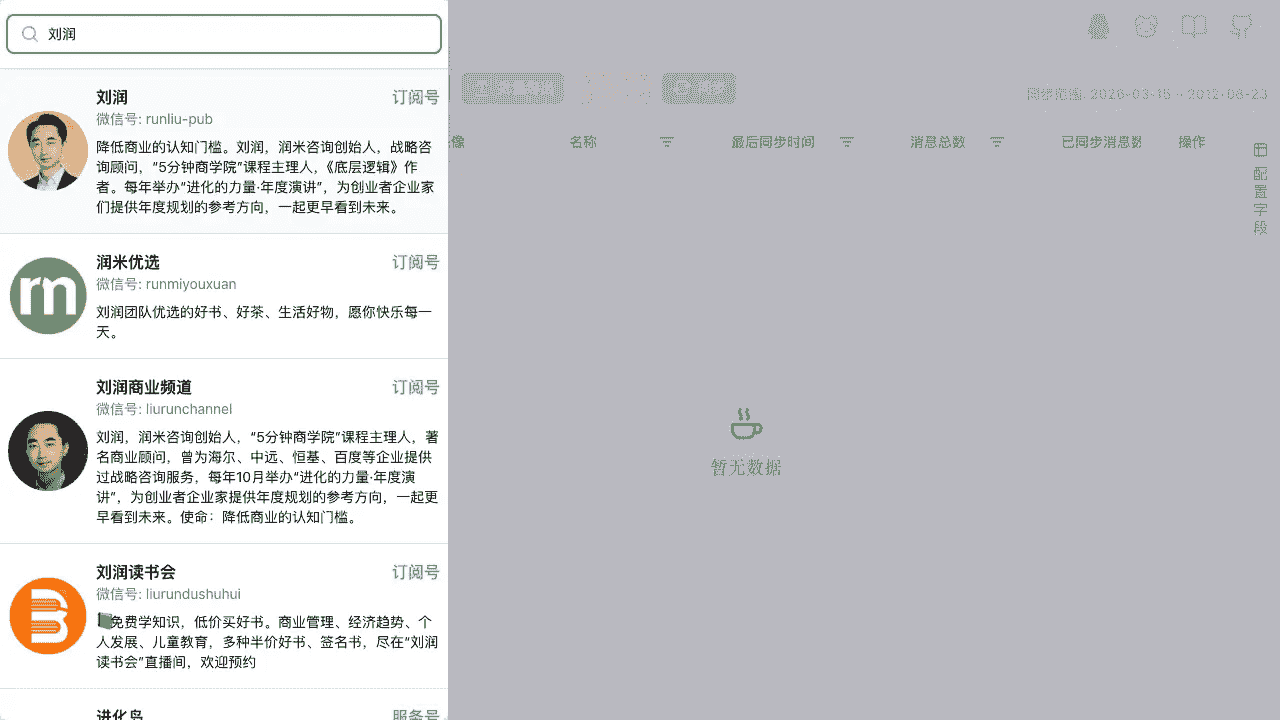 刘润
刘润
订阅号
微信号: runliu-pub
降低商业的认知门槛。刘润，润米咨询创始人，战略咨
询顾问，“5分钟商学院”课程主理人，《底层逻辑》作
者。每年举办“进化的力量·年度演讲”，为创业者企业家
们提供年度规划的参考方向，一起更早看到未来。
润米优选
订阅号
微信号: runmiyouxuan
刘润团队优选的好书、好茶、生活好物，愿你快乐每一
天。
刘润商业频道
订阅号
微信号: liurunchannel
刘润，润米咨询创始人，“5分钟商学院”课程主理人，著
名商业顾问，曾为海尔、中远、恒基、百度等企业提供
过战略咨询服务，每年10月举办“进化的力量·年度演
讲”，为创业者企业家提供年度规划的参考方向，一起更
早看到未来。使命：降低商业的认知门槛。
刘润读书会
订阅号
微信号: liurundushuhui
免费学知识，低价买好书。商业管理、经济趋势、个
人发展、儿童教育，多种半价好书、签名书，尽在“刘润
读书会”直播间，欢迎预约
进化岛
服务号
像 名称 最后同步时间 消息总数 已同步消息数 操作
配
置
字
段
暂无数据